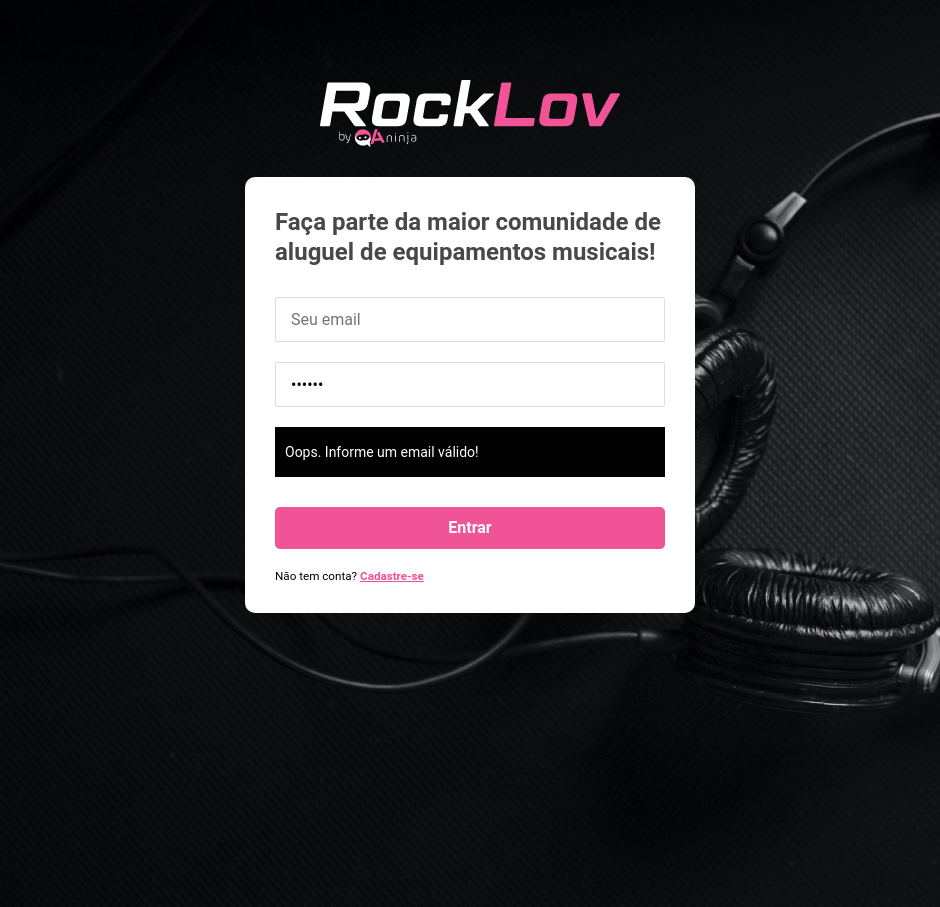 RockLov
by QAninja
Faça parte da maior comunidade de
aluguel de equipamentos musicais!
Seu email
••••••
Oops. Informe um email válido!
Entrar
Não tem conta? Cadastre-se